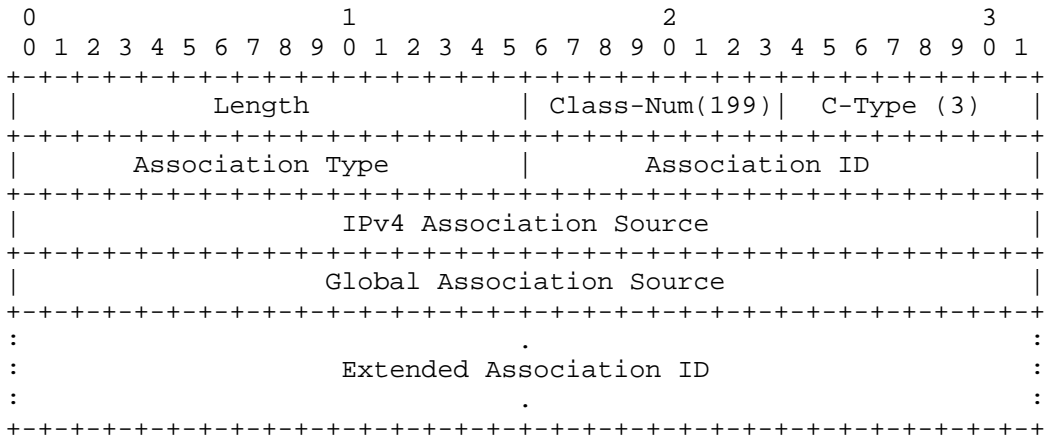 0                   1                   2                   3
 0 1 2 3 4 5 6 7 8 9 0 1 2 3 4 5 6 7 8 9 0 1 2 3 4 5 6 7 8 9 0 1
+-+-+-+-+-+-+-+-+-+-+-+-+-+-+-+-+-+-+-+-+-+-+-+-+-+-+-+-+-+-+-+-+
|            Length             | Class-Num(199)|  C-Type (3)   |
+-+-+-+-+-+-+-+-+-+-+-+-+-+-+-+-+-+-+-+-+-+-+-+-+-+-+-+-+-+-+-+-+
|       Association Type        |       Association ID          |
+-+-+-+-+-+-+-+-+-+-+-+-+-+-+-+-+-+-+-+-+-+-+-+-+-+-+-+-+-+-+-+-+
|                    IPv4 Association Source                    |
+-+-+-+-+-+-+-+-+-+-+-+-+-+-+-+-+-+-+-+-+-+-+-+-+-+-+-+-+-+-+-+-+
|                   Global Association Source                   |
+-+-+-+-+-+-+-+-+-+-+-+-+-+-+-+-+-+-+-+-+-+-+-+-+-+-+-+-+-+-+-+-+
:                               .                               :
:                    Extended Association ID                    :
:                               .                               :
+-+-+-+-+-+-+-+-+-+-+-+-+-+-+-+-+-+-+-+-+-+-+-+-+-+-+-+-+-+-+-+-+